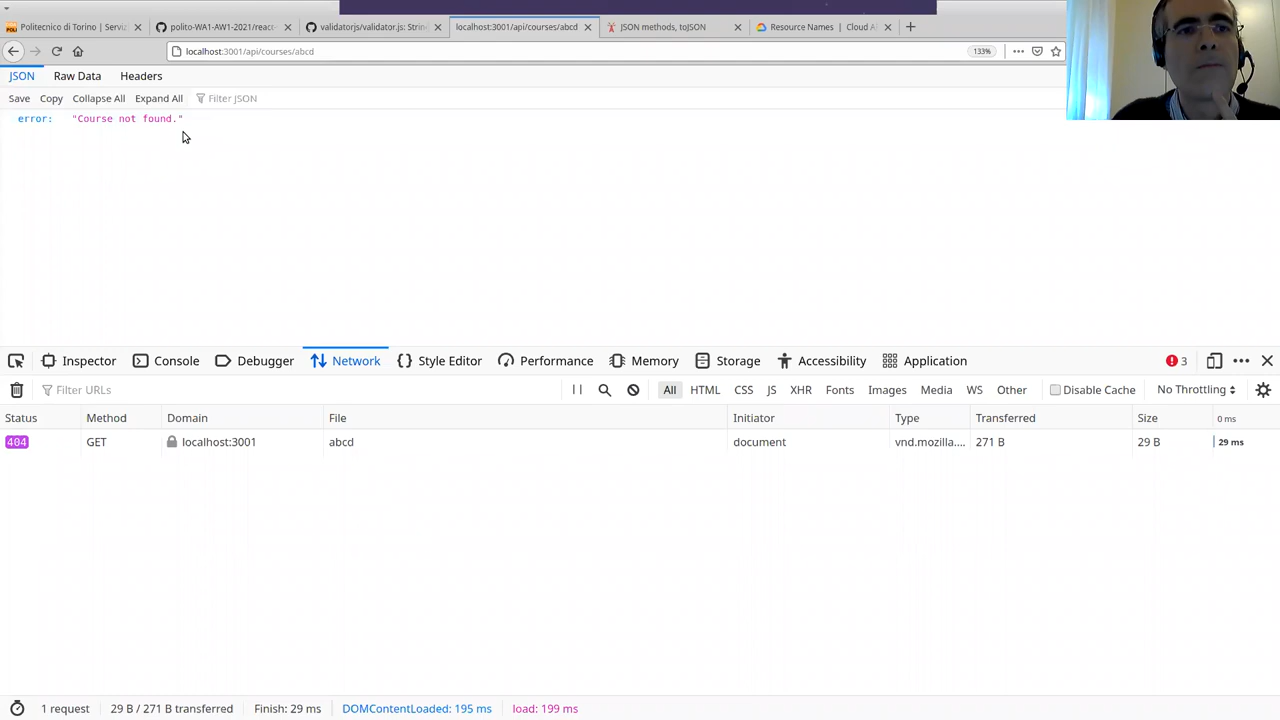 Politecnico di Torino | Serviz
polito-WA1-AW1-2021/react-
validatorjs/validator.js: Strin
localhost:3001/api/courses/abcd
JSON methods, toJSON
Resource Names | Cloud A
localhost:3001/api/courses/abcd
133%
JSON Raw Data Headers
Save Copy Collapse All Expand All Filter JSON
error: "Course not found."
Inspector Console Debugger Network Style Editor Performance Memory Storage Accessibility Application 3
Filter URLs All HTML CSS JS XHR Fonts Images Media WS Other Disable Cache No Throttling
Status Method Domain File Initiator Type Transferred Size 0 ms
404 GET localhost:3001 abcd document vnd.mozilla.... 271 B 29 B 29 ms
1 request 29 B / 271 B transferred Finish: 29 ms DOMContentLoaded: 195 ms load: 199 ms